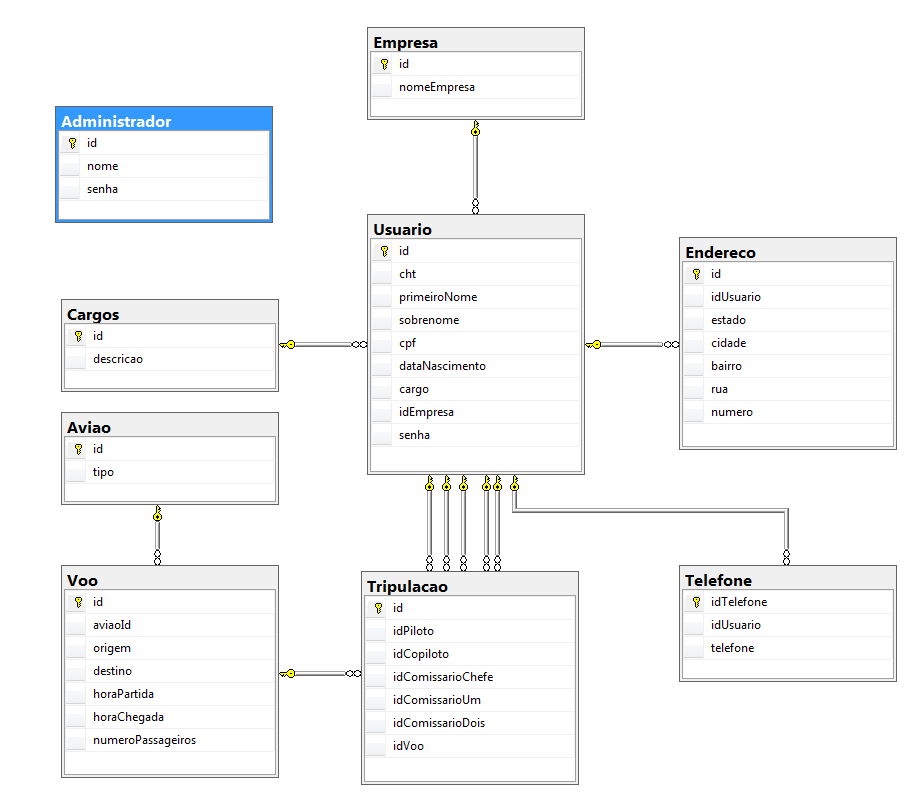 Empresa
id
nomeEmpresa
Administrador
id
nome
senha
Usuario
id
cht
primeiroNome
sobrenome
cpf
dataNascimento
cargo
idEmpresa
senha
Endereco
id
idUsuario
estado
cidade
bairro
rua
numero
Cargos
id
descricao
Aviao
id
tipo
Voo
id
aviaoId
origem
destino
horaPartida
horaChegada
numeroPassageiros
Tripulacao
id
idPiloto
idCopiloto
idComissarioChefe
idComissarioUm
idComissarioDois
idVoo
Telefone
idTelefone
idUsuario
telefone